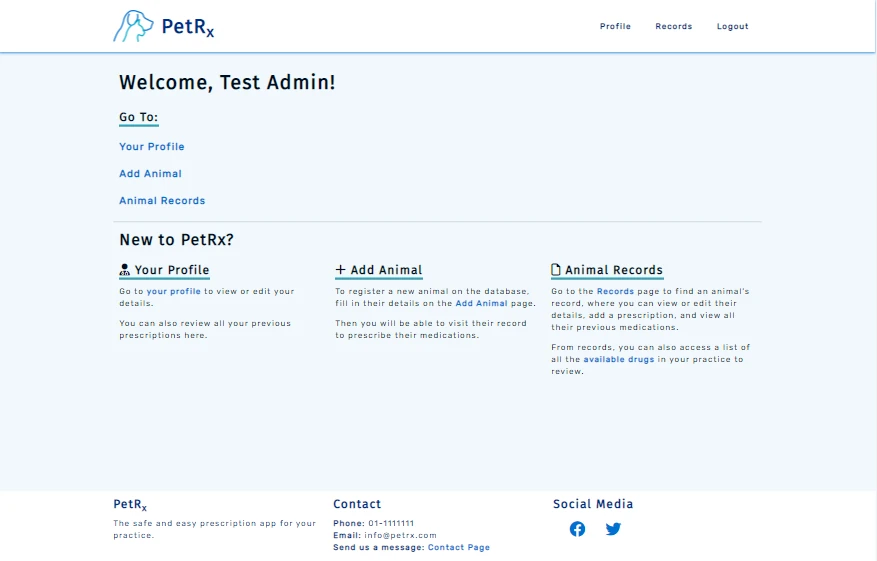 PetRx
Profile Records Logout
Welcome, Test Admin!
Go To:
Your Profile
Add Animal
Animal Records
New to PetRx?
Your Profile
Go to your profile to view or edit your
details.
You can also review all your previous
prescriptions here.
Add Animal
To register a new animal on the database,
fill in their details on the Add Animal page.
Then you will be able to visit their record
to prescribe their medications.
Animal Records
Go to the Records page to find an animal's
record, where you can view or edit their
details, add a prescription, and view all
their previous medications.
From records, you can also access a list of
all the available drugs in your practice to
review.
PetRx
The safe and easy prescription app for your
practice.
Contact
Phone: 01-1111111
Email: info@petrx.com
Send us a message: Contact Page
Social Media